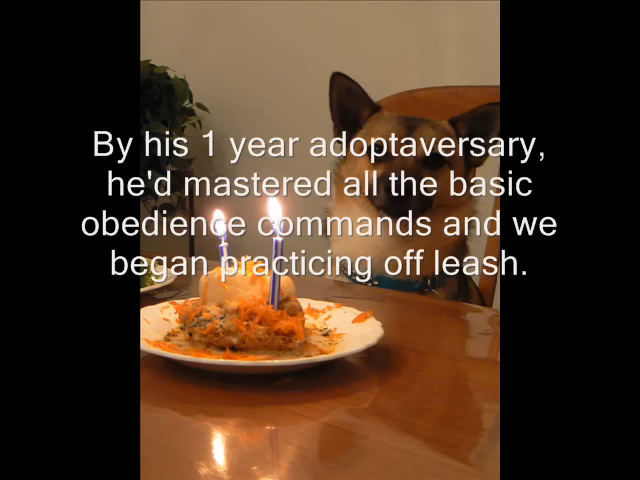 By his 1 year adoptaversary,
he'd mastered all the basic
obedience commands and we
began practicing off leash.